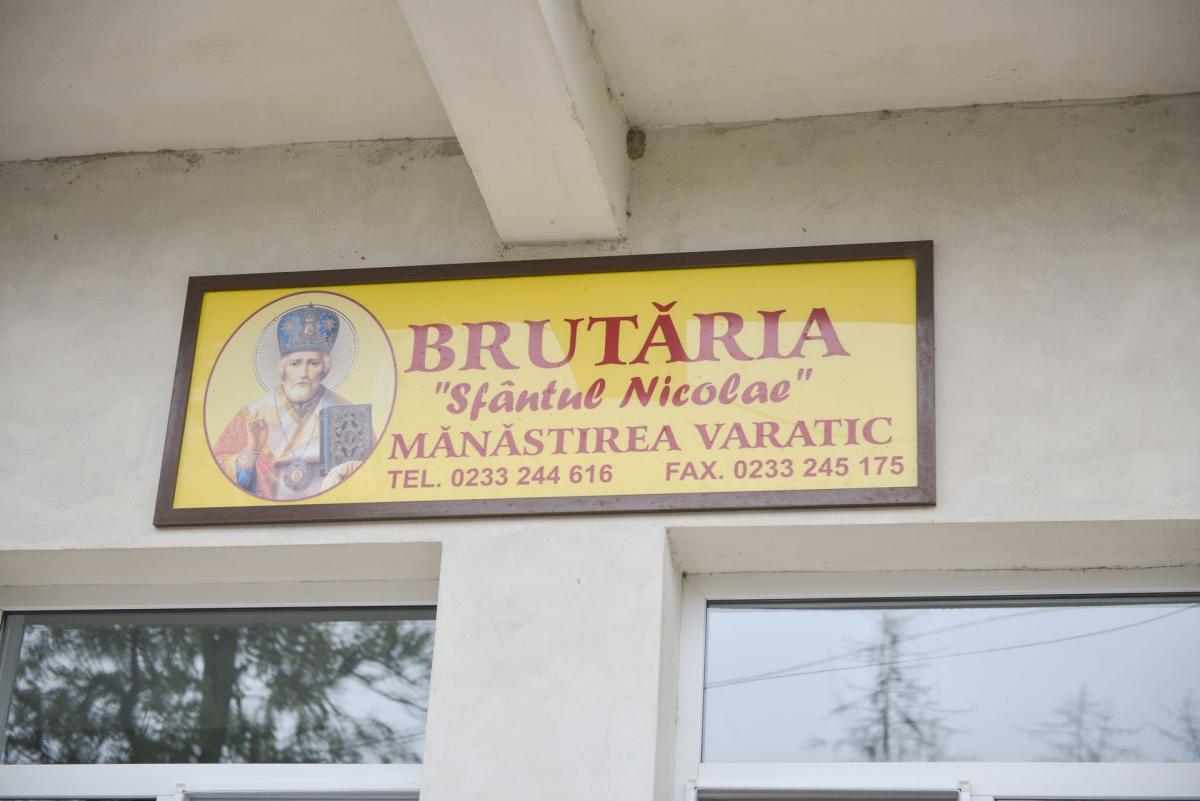 BRUTĂRIA
"Sfântul Nicolae"
MĂNĂSTIREA VARATIC
TEL. 0233 244 616 FAX. 0233 245 175